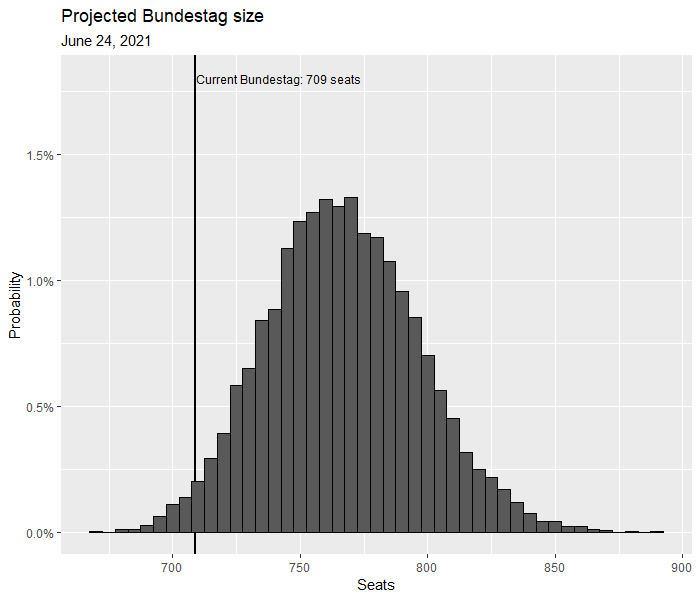 Projected Bundestag size
June 24, 2021
Current Bundestag: 709 seats
1.5%
1.0%
0.5%
0.0%
Probability
700 750 800 850 900
Seats